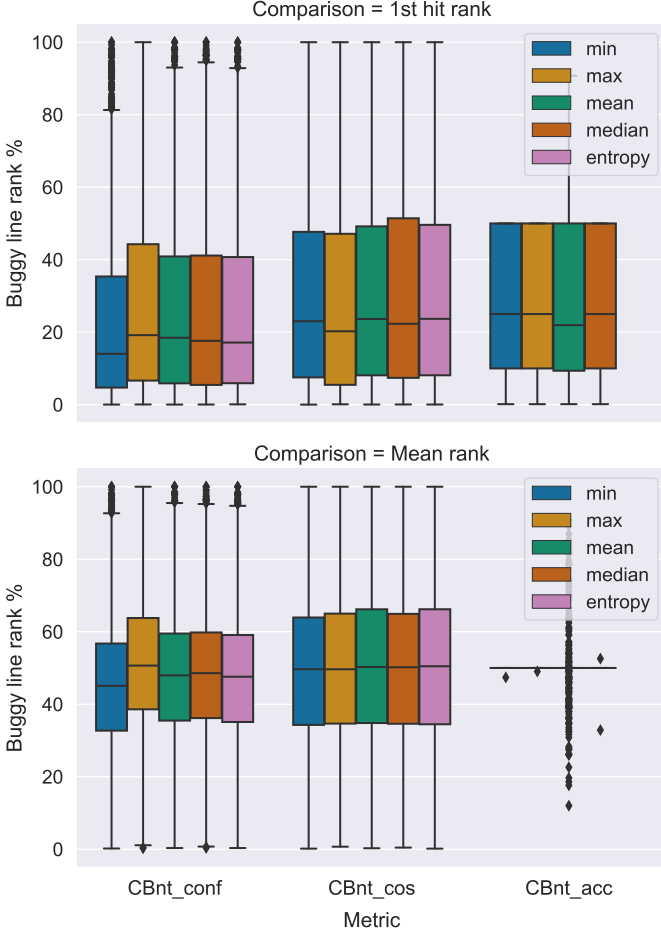 Comparison = 1st hit rank
100
80
60
40
20
0
Buggy line rank %
min
max
mean
median
entropy
Comparison = Mean rank
100
80
60
40
20
0
Buggy line rank %
min
max
mean
median
entropy
CBnt_conf CBnt_cos CBnt_acc
Metric